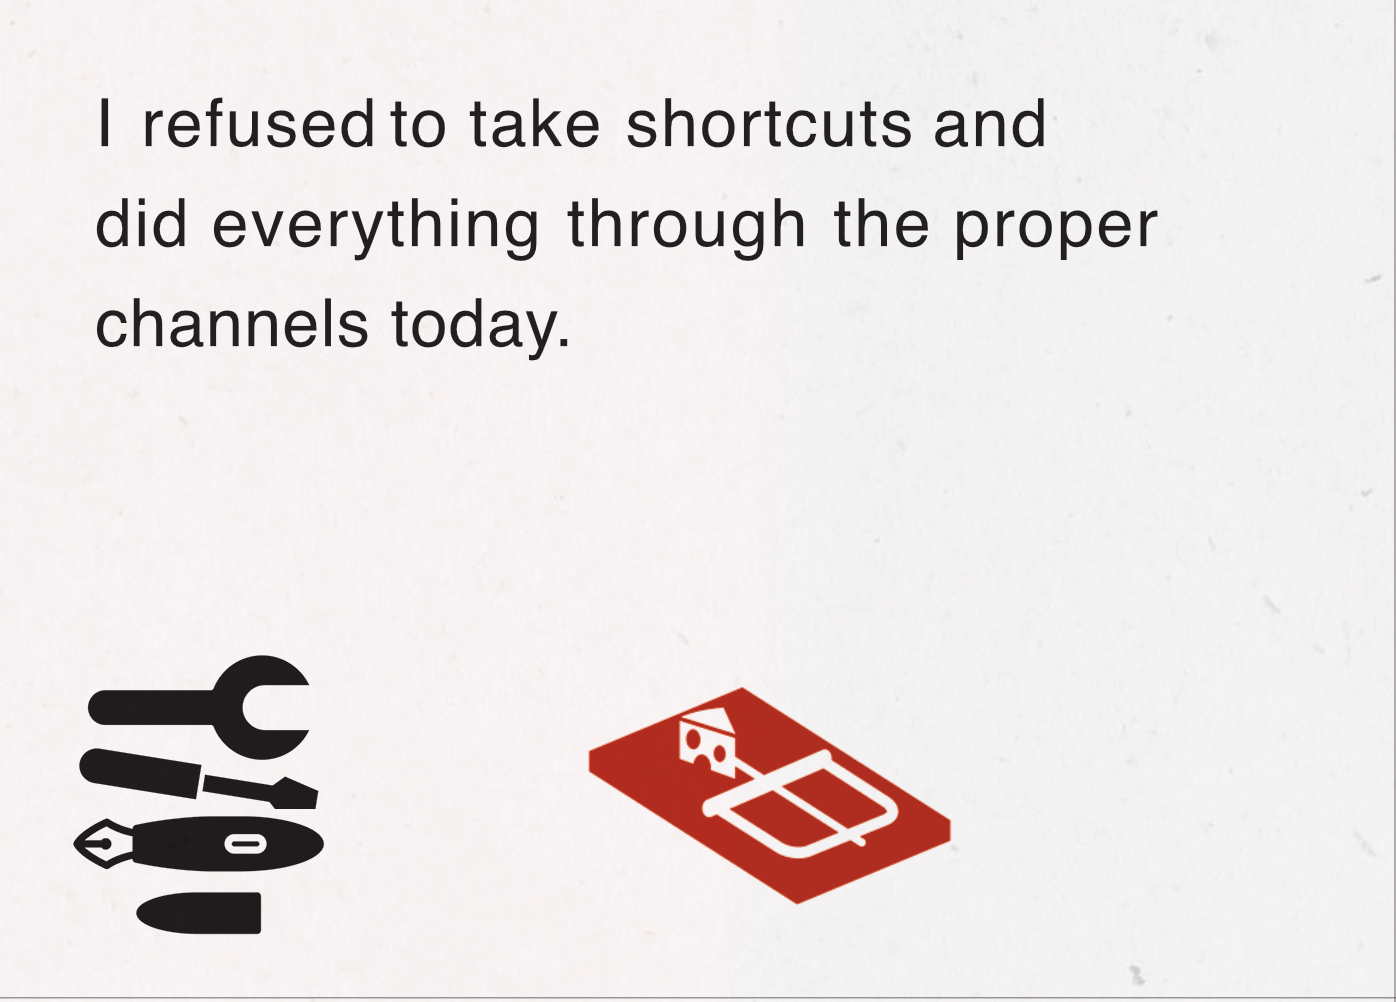 I refused to take shortcuts and
did everything through the proper
channels today.